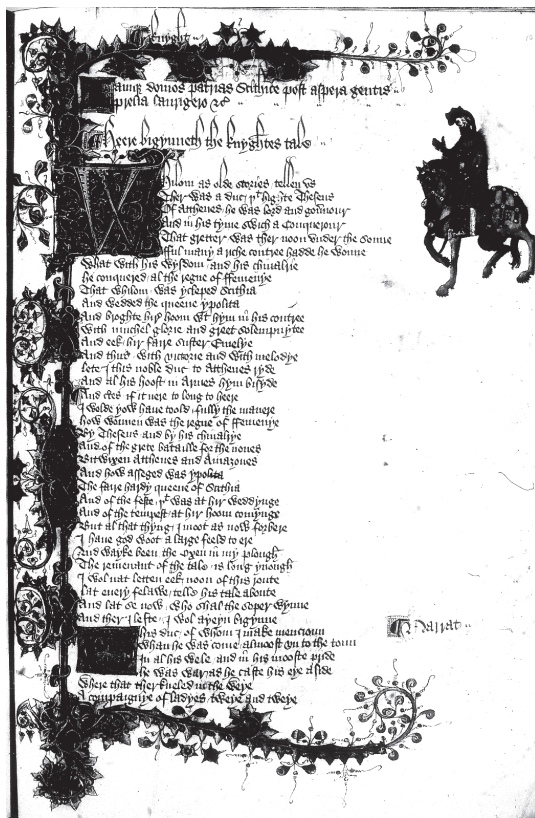 Knyght
Iamque domos patrias Scithice post aspera gentis
prelia laurigero &c
Heere bigynneth the knyghtes tale
Whilom as olde stories tellen vs
Ther was a duc þt highte Theseus
Of Atthenes he was lord and gouernour
And in his tyme swich a Conquerour
That gretter was ther noon vnder the sonne
fful many a riche contree hadde he wonne
What with his wysdom and his chiualrie
he conquered al the regne of ffemenye
That whilom was ycleped Scithia
And wedded the queene ypolita
And broghte hir hoom wt hym in his contree
With muchel glorie and greet solempnytee
And eek hir faire suster Emelye
And thus with victorie and with melodye
lete I this noble duc to Atthenes ryde
And al his hoost in Armes hym bisyde
And certes if it nere to long to heere
I wolde yow haue toold fully the manere
how wonnen was the regne of ffemenye
By Theseus and by his chiualrye
And of the grete bataille for the nones
Bitwixen Atthenes and Amazones
And how asseged was ypolita
The faire hardy queene of Scithia
And of the feste þt was at hir weddynge
And of the tempest at hir hoom comynge
But al that thyng I moot as now forbere
I haue god woot a large feeld to ere
And wayke been the Oxen in my plough
The remenant of the tale is long ynough
I wol nat letten eek noon of this route
lat euery felawe telle his tale aboute
And lat se now who shal the soper wynne
And ther I lefte I wol ayeyn bigynne
This duc of whom I make mencioun
Whan he was come almoost vn to the toun
In al his wele and in his mooste pride
he was war as he caste his eye aside
Where that ther kneled in the weye
A compaignye of ladyes tweye and tweye
Narrat